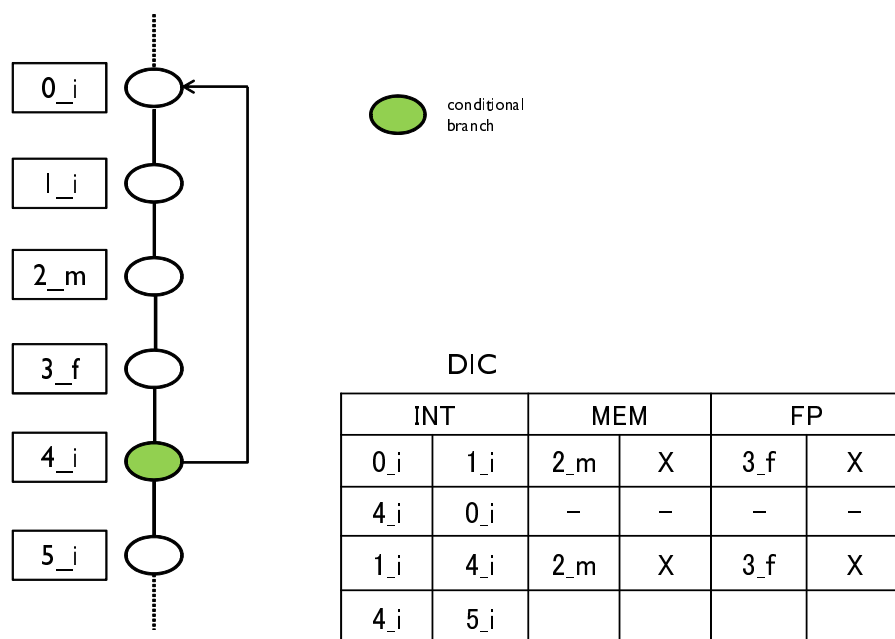 0_i
1_i
2_m
3_f
4_i
5_i
conditional
branch
DIC
INT MEM FP
0_i 1_i 2_m X 3_f X
4_i 0_i – – – –
1_i 4_i 2_m X 3_f X
4_i 5_i